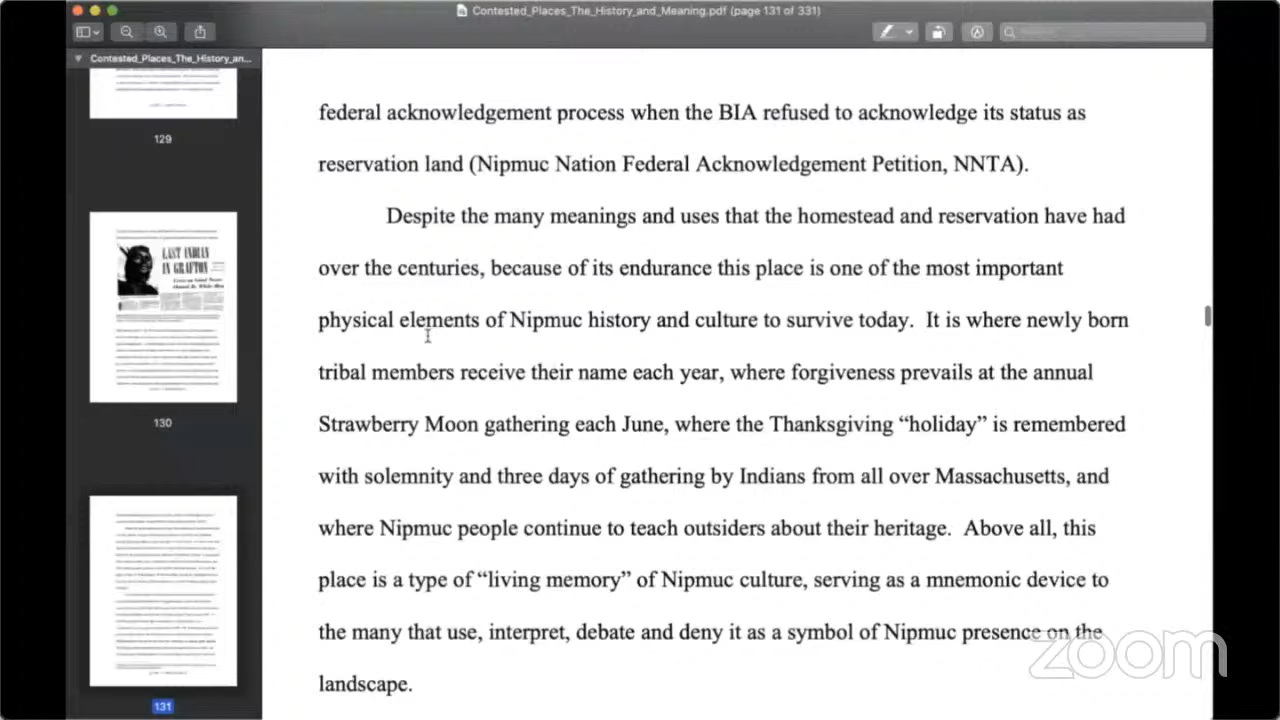 Contested_Places_The_History_and_Meaning.pdf (page 131 of 331)
Contested_Places_The_History_an...
129
LAST INDIAN
IN GRAFTON
130
131
federal acknowledgement process when the BIA refused to acknowledge its status as
reservation land (Nipmuc Nation Federal Acknowledgement Petition, NNTA).
Despite the many meanings and uses that the homestead and reservation have had
over the centuries, because of its endurance this place is one of the most important
physical elements of Nipmuc history and culture to survive today.  It is where newly born
tribal members receive their name each year, where forgiveness prevails at the annual
Strawberry Moon gathering each June, where the Thanksgiving “holiday” is remembered
with solemnity and three days of gathering by Indians from all over Massachusetts, and
where Nipmuc people continue to teach outsiders about their heritage.  Above all, this
place is a type of “living memory” of Nipmuc culture, serving as a mnemonic device to
the many that use, interpret, debate and deny it as a symbol of Nipmuc presence on the
landscape.
zoom